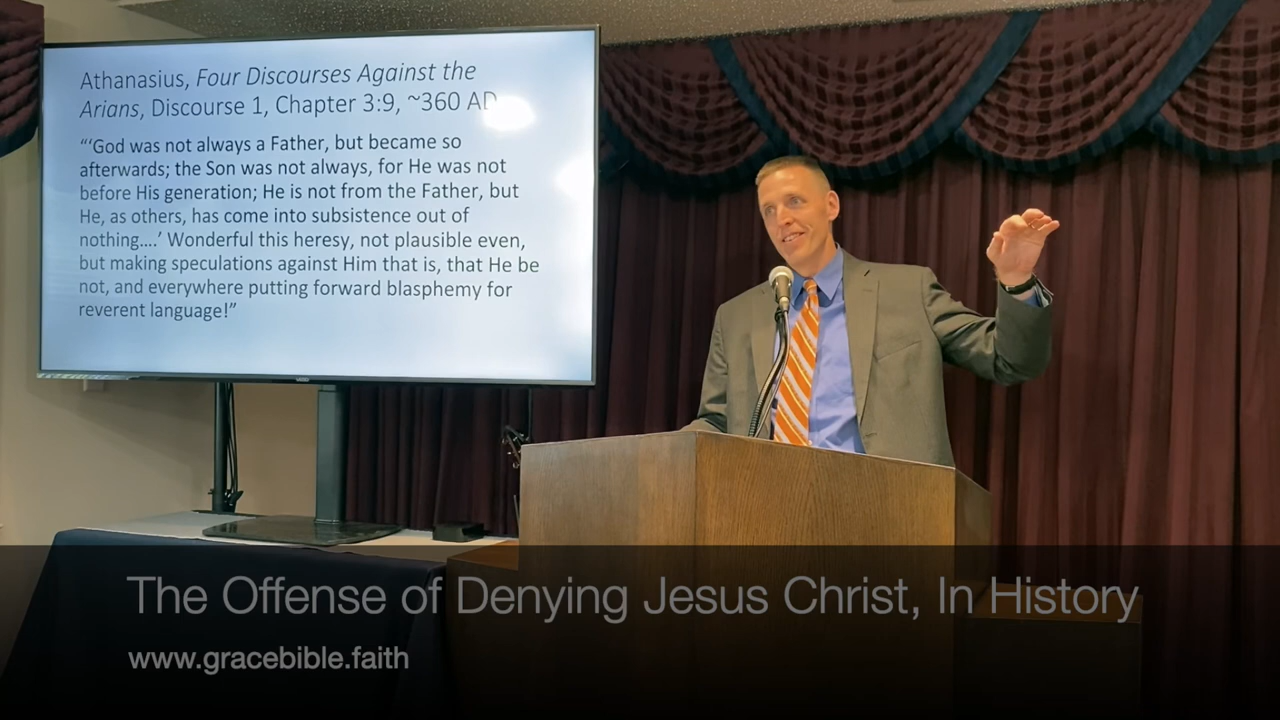 Athanasius, Four Discourses Against the
Arians, Discourse 1, Chapter 3:9, ~360 AD
“‘God was not always a Father, but became so
afterwards; the Son was not always, for He was not
before His generation; He is not from the Father, but
He, as others, has come into subsistence out of
nothing....’ Wonderful this heresy, not plausible even,
but making speculations against Him that is, that He be
not, and everywhere putting forward blasphemy for
reverent language!”
The Offense of Denying Jesus Christ, In History
www.gracebible.faith